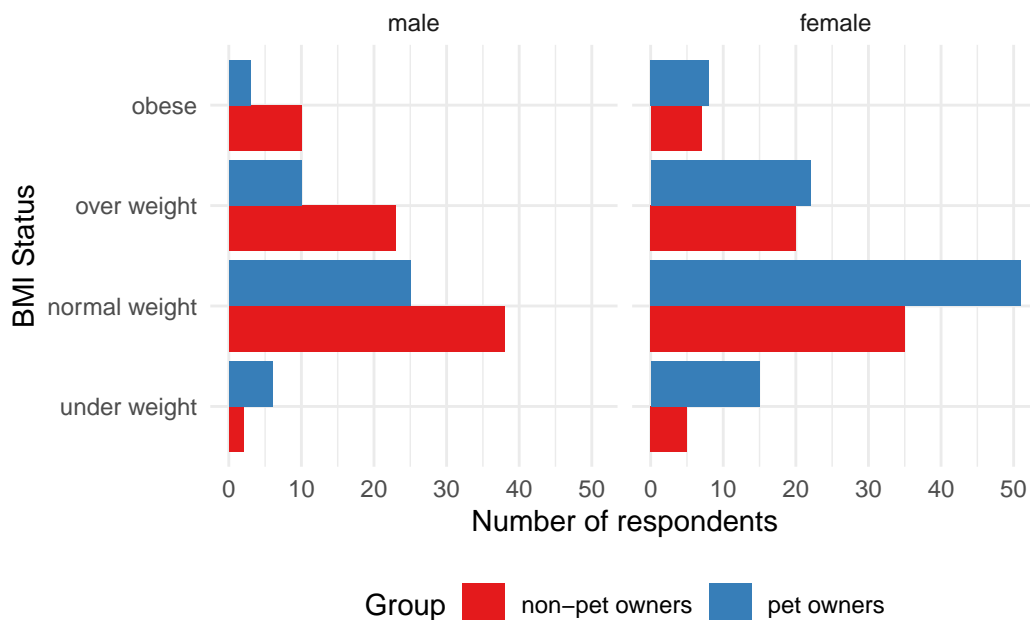 male female
obese
over weight
normal weight
under weight
BMI Status
0 10 20 30 40 50 0 10 20 30 40 50
Number of respondents
Group non−pet owners pet owners